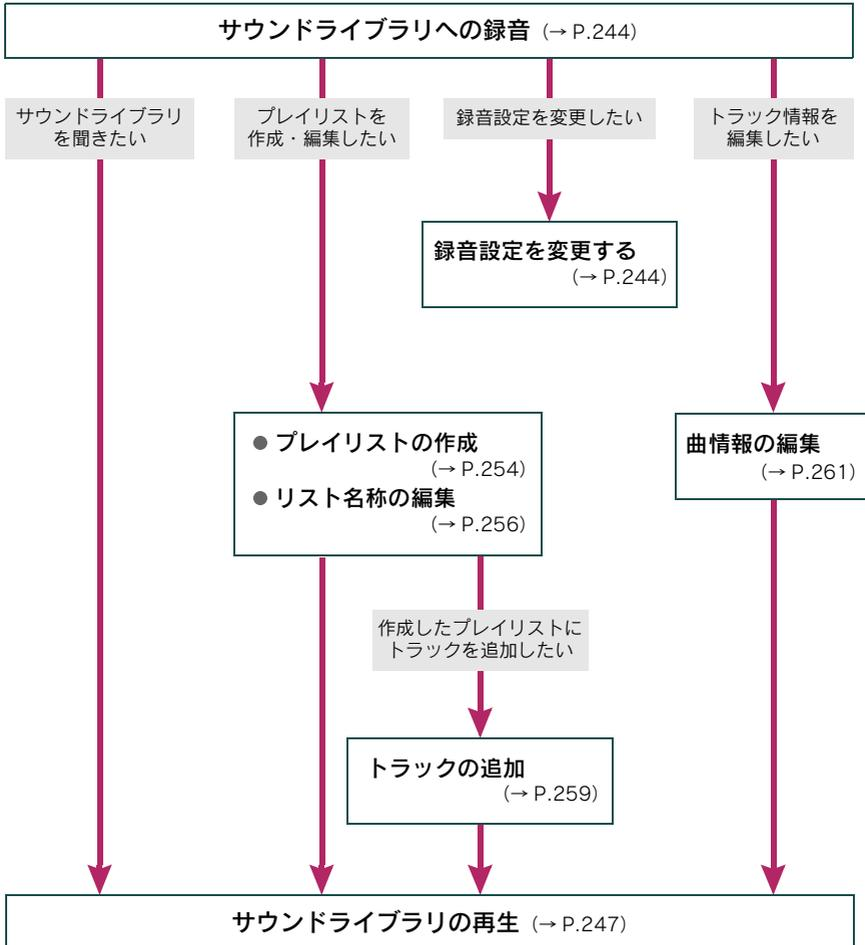 サウンドライブラリへの録音（→ P.244）
サウンドライブラリ
を聞きたい
プレイリストを
作成・編集したい
録音設定を変更したい
トラック情報を
編集したい
録音設定を変更する
（→ P.244）
● プレイリストの作成
（→ P.254）
● リスト名称の編集
（→ P.256）
曲情報の編集
（→ P.261）
作成したプレイリストに
トラックを追加したい
トラックの追加
（→ P.259）
サウンドライブラリの再生（→ P.247）